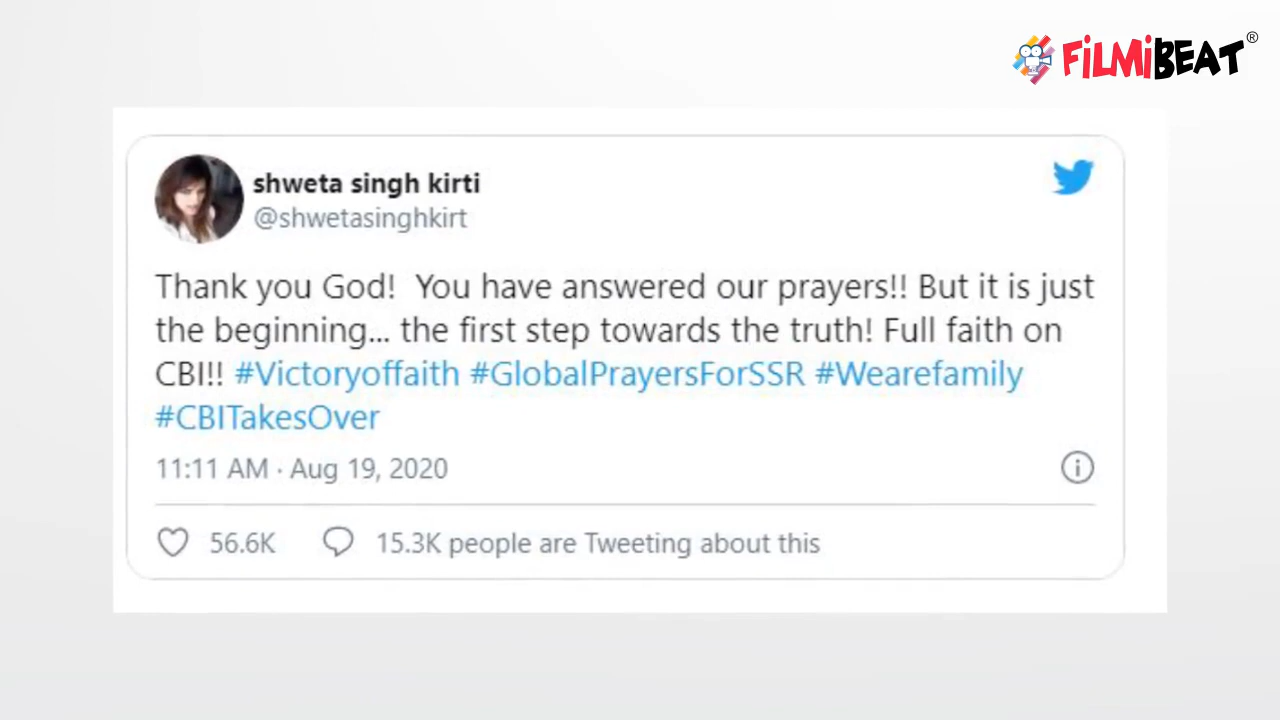 FiLMiBEAT®
shweta singh kirti
@shwetasinghkirt
Thank you God!  You have answered our prayers!! But it is just
the beginning... the first step towards the truth! Full faith on
CBI!! #Victoryoffaith #GlobalPrayersForSSR #Wearefamily
#CBITakesOver
11:11 AM · Aug 19, 2020
56.6K 15.3K people are Tweeting about this